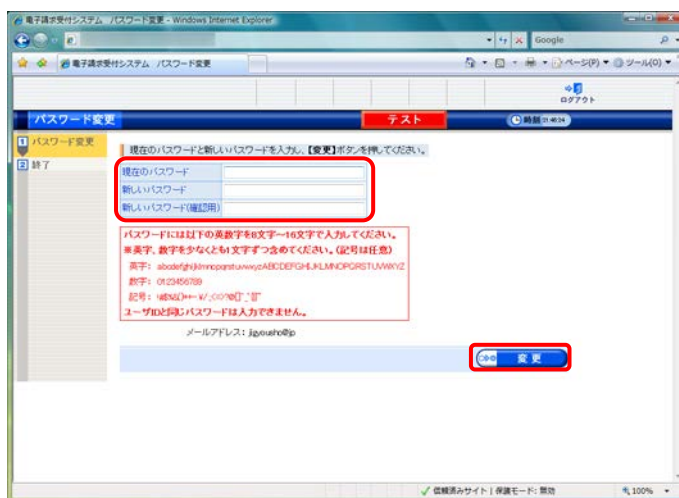 電子請求受付システム パスワード変更 - Windows Internet Explorer
Google
電子請求受付システム パスワード変更
ページ(P) ツール(O)
ログアウト
パスワード変更 テスト 時刻
1 パスワード変更
2 終了
現在のパスワードと新しいパスワードを入力し、【変更】ボタンを押してください。
現在のパスワード
新しいパスワード
新しいパスワード(確認用)
パスワードには以下の英数字を8文字~16文字で入力してください。
※英字、数字を少なくとも1文字ずつ含めてください。(記号は任意)
英字: abcdefghijklmnopqrstuvwxyzABCDEFGHIJKLMNOPQRSTUVWXYZ
数字: 0123456789
記号:
ユーザIDと同じパスワードは入力できません。
メールアドレス: jigyousho@jp
変更
信頼済みサイト | 保護モード: 無効 100%